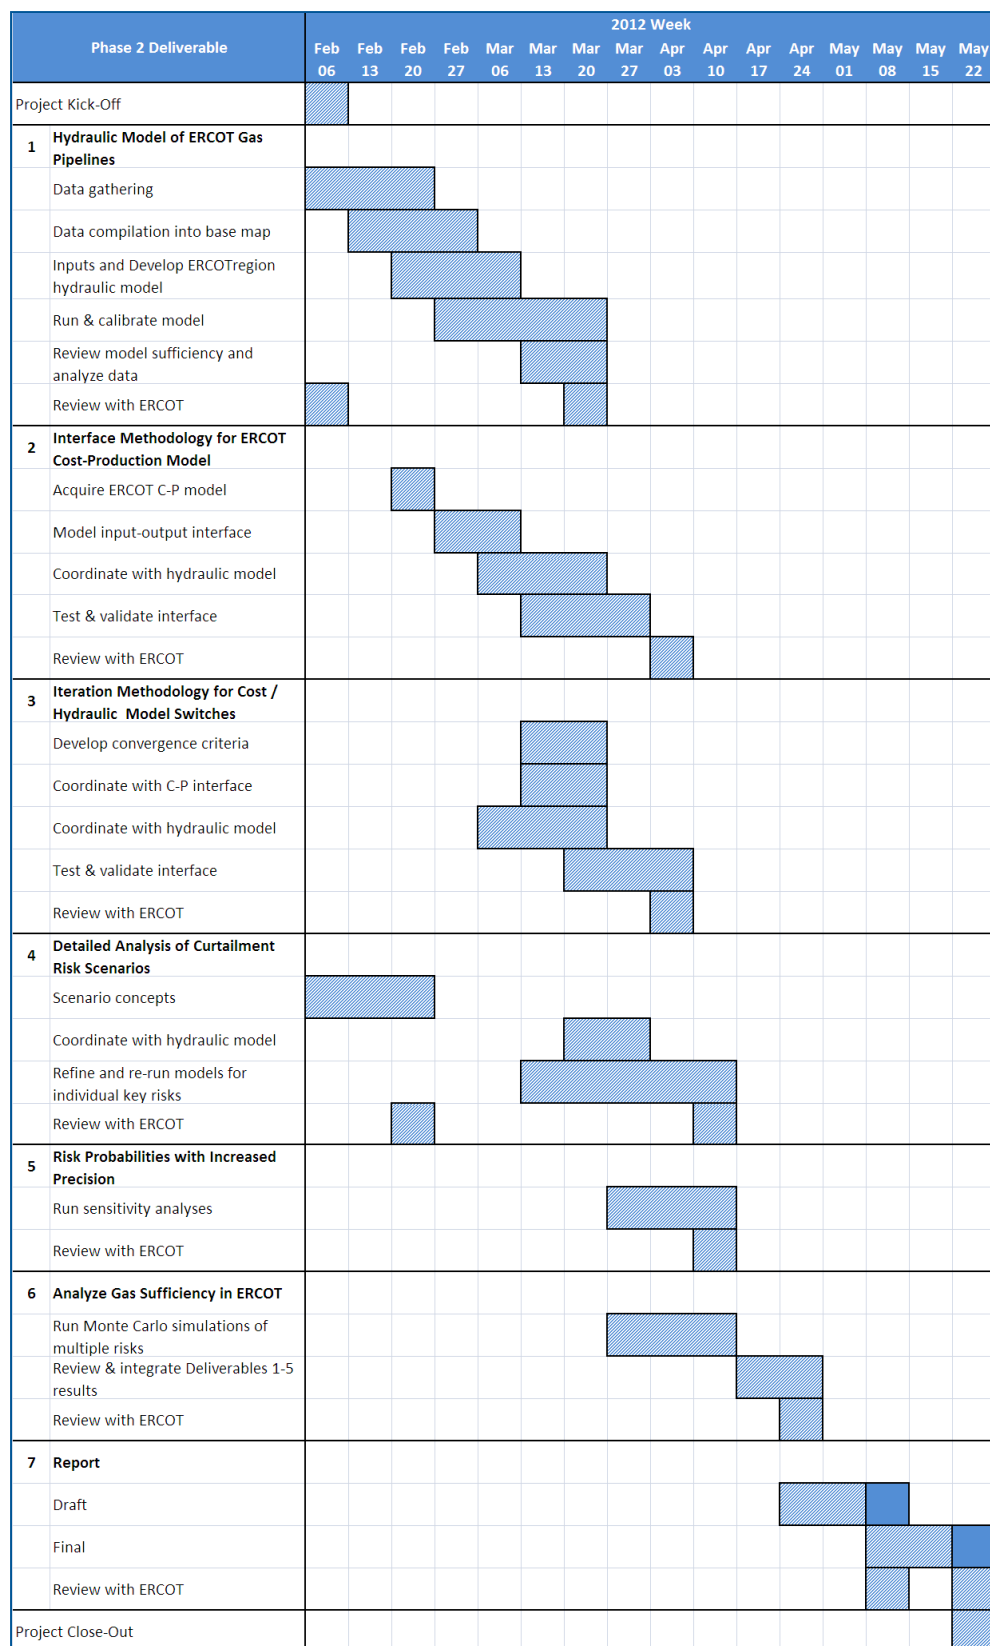 2012 Week
Phase 2 Deliverable
Feb Feb Feb Feb Mar Mar Mar Mar Apr Apr Apr Apr May May May May
06 13 20 27 06 13 20 27 03 10 17 24 01 08 15 22
Project Kick-Off
1 Hydraulic Model of ERCOT Gas
Pipelines
Data gathering
Data compilation into base map
Inputs and Develop ERCOTregion
hydraulic model
Run & calibrate model
Review model sufficiency and
analyze data
Review with ERCOT
2 Interface Methodology for ERCOT
Cost-Production Model
Acquire ERCOT C-P model
Model input-output interface
Coordinate with hydraulic model
Test & validate interface
Review with ERCOT
3 Iteration Methodology for Cost /
Hydraulic Model Switches
Develop convergence criteria
Coordinate with C-P interface
Coordinate with hydraulic model
Test & validate interface
Review with ERCOT
4 Detailed Analysis of Curtailment
Risk Scenarios
Scenario concepts
Coordinate with hydraulic model
Refine and re-run models for
individual key risks
Review with ERCOT
5 Risk Probabilities with Increased
Precision
Run sensitivity analyses
Review with ERCOT
6 Analyze Gas Sufficiency in ERCOT
Run Monte Carlo simulations of
multiple risks
Review & integrate Deliverables 1-5
results
Review with ERCOT
7 Report
Draft
Final
Review with ERCOT
Project Close-Out